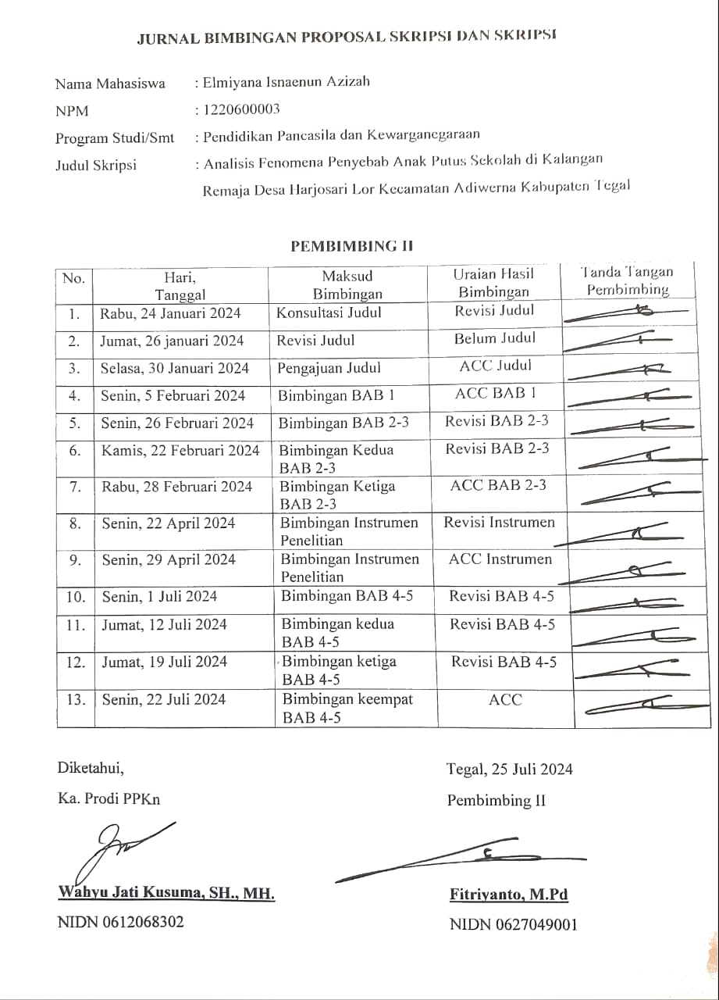 JURNAL BIMBINGAN PROPOSAL SKRIPSI DAN SKRIPSI
Nama Mahasiswa : Elmiyana Isnaenun Azizah
NPM : 1220600003
Program Studi/Smt : Pendidikan Pancasila dan Kewarganegaraan
Judul Skripsi : Analisis Fenomena Penyebab Anak Putus Sekolah di Kalangan
Remaja Desa Harjosari Lor Kecamatan Adiwerna Kabupaten Tegal
PEMBIMBING II
No. Hari, Tanggal Maksud Bimbingan Uraian Hasil Bimbingan Tanda Tangan Pembimbing
1. Rabu, 24 Januari 2024 Konsultasi Judul Revisi Judul
2. Jumat, 26 januari 2024 Revisi Judul Belum Judul
3. Selasa, 30 Januari 2024 Pengajuan Judul ACC Judul
4. Senin, 5 Februari 2024 Bimbingan BAB 1 ACC BAB 1
5. Senin, 26 Februari 2024 Bimbingan BAB 2-3 Revisi BAB 2-3
6. Kamis, 22 Februari 2024 Bimbingan Kedua BAB 2-3 Revisi BAB 2-3
7. Rabu, 28 Februari 2024 Bimbingan Ketiga BAB 2-3 ACC BAB 2-3
8. Senin, 22 April 2024 Bimbingan Instrumen Penelitian Revisi Instrumen
9. Senin, 29 April 2024 Bimbingan Instrumen Penelitian ACC Instrumen
10. Senin, 1 Juli 2024 Bimbingan BAB 4-5 Revisi BAB 4-5
11. Jumat, 12 Juli 2024 Bimbingan kedua BAB 4-5 Revisi BAB 4-5
12. Jumat, 19 Juli 2024 Bimbingan ketiga BAB 4-5 Revisi BAB 4-5
13. Senin, 22 Juli 2024 Bimbingan keempat BAB 4-5 ACC
Diketahui, Tegal, 25 Juli 2024
Ka. Prodi PPKn Pembimbing II
Wahyu Jati Kusuma, SH., MH. Fitriyanto, M.Pd
NIDN 0612068302 NIDN 0627049001